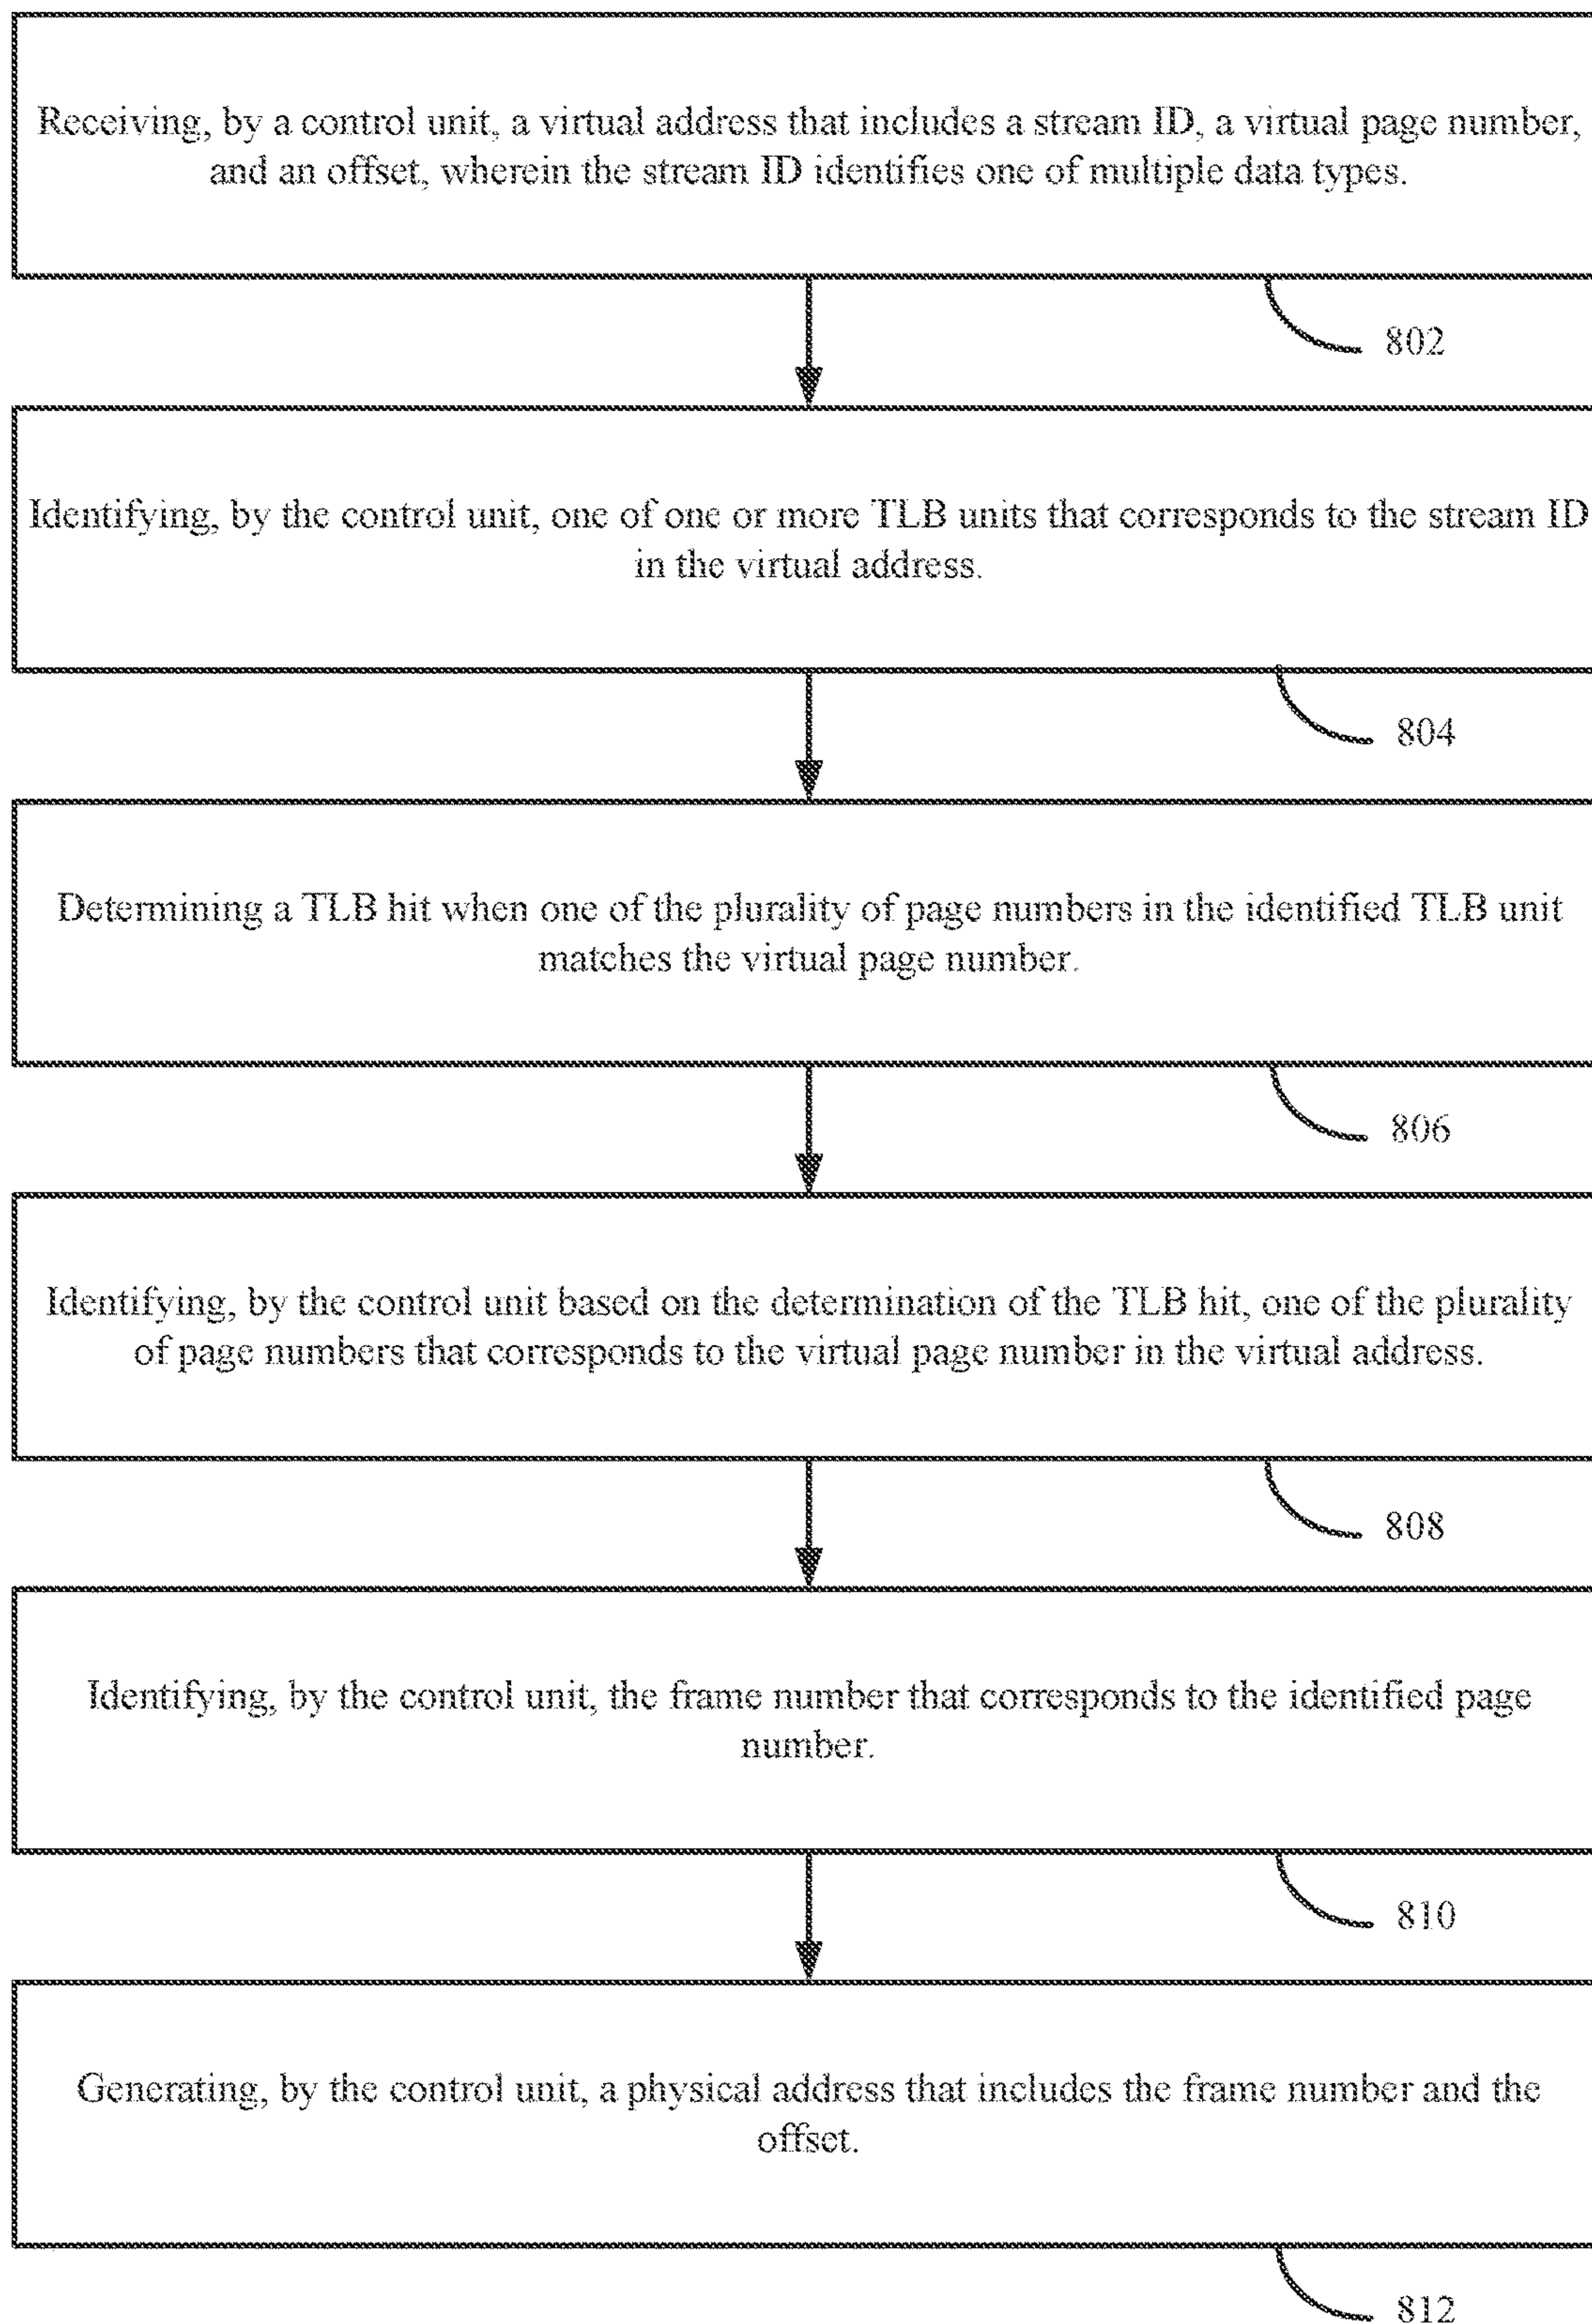 Receiving, by a control unit, a virtual address that includes a stream ID, a virtual page number,
and an offset, wherein the stream ID identifies one of multiple data types.
802
Identifying, by the control unit, one of one or more TLB units that corresponds to the stream ID
in the virtual address.
804
Determining a TLB hit when one of the plurality of page numbers in the identified TLB unit
matches the virtual page number.
806
Identifying, by the control unit based on the determination of the TLB hit, one of the plurality
of page numbers that corresponds to the virtual page number in the virtual address.
808
Identifying, by the control unit, the frame number that corresponds to the identified page
number.
810
Generating, by the control unit, a physical address that includes the frame number and the
offset.
812